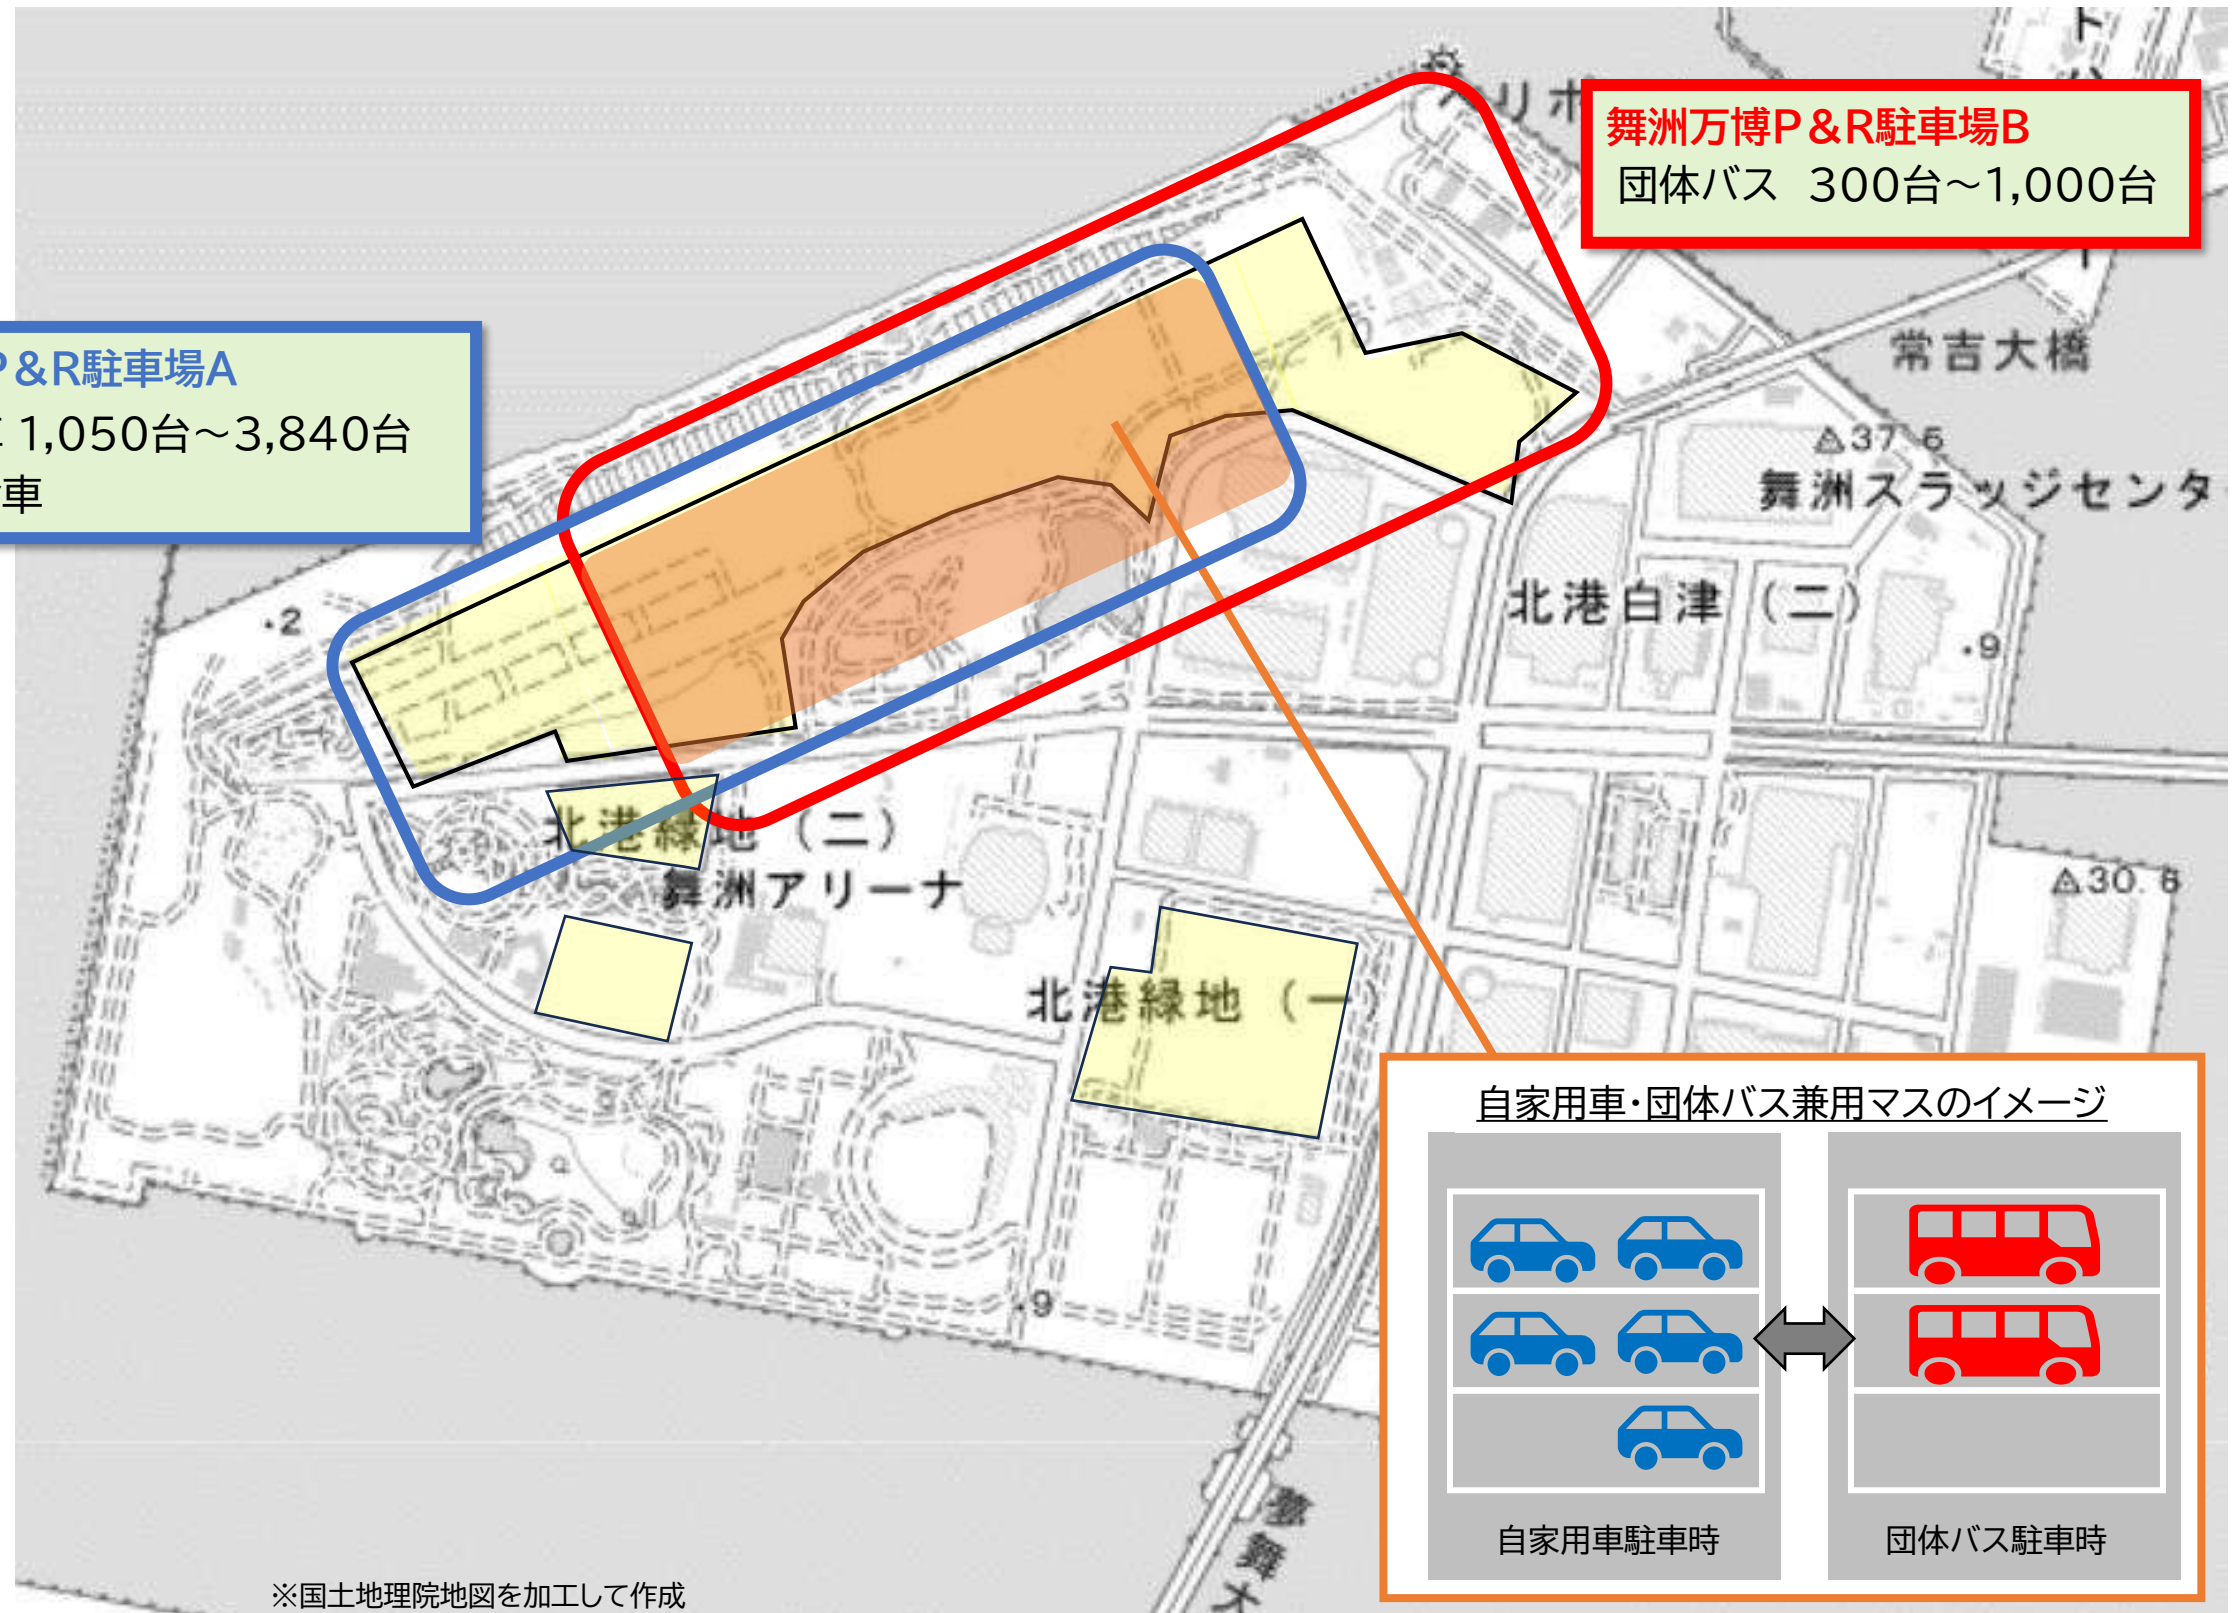 舞洲万博P&R駐車場B
団体バス 300台～1,000台
P&R駐車場A
1,050台～3,840台
車
常吉大橋
37.6
舞洲スラッジセンタ
北港白津（二）
・2
・9
北港緑地（二）
舞洲アリーナ
30.6
北港緑地（一）
・9
自家用車・団体バス兼用マスのイメージ
自家用車駐車時
団体バス駐車時
夢舞大
※国土地理院地図を加工して作成